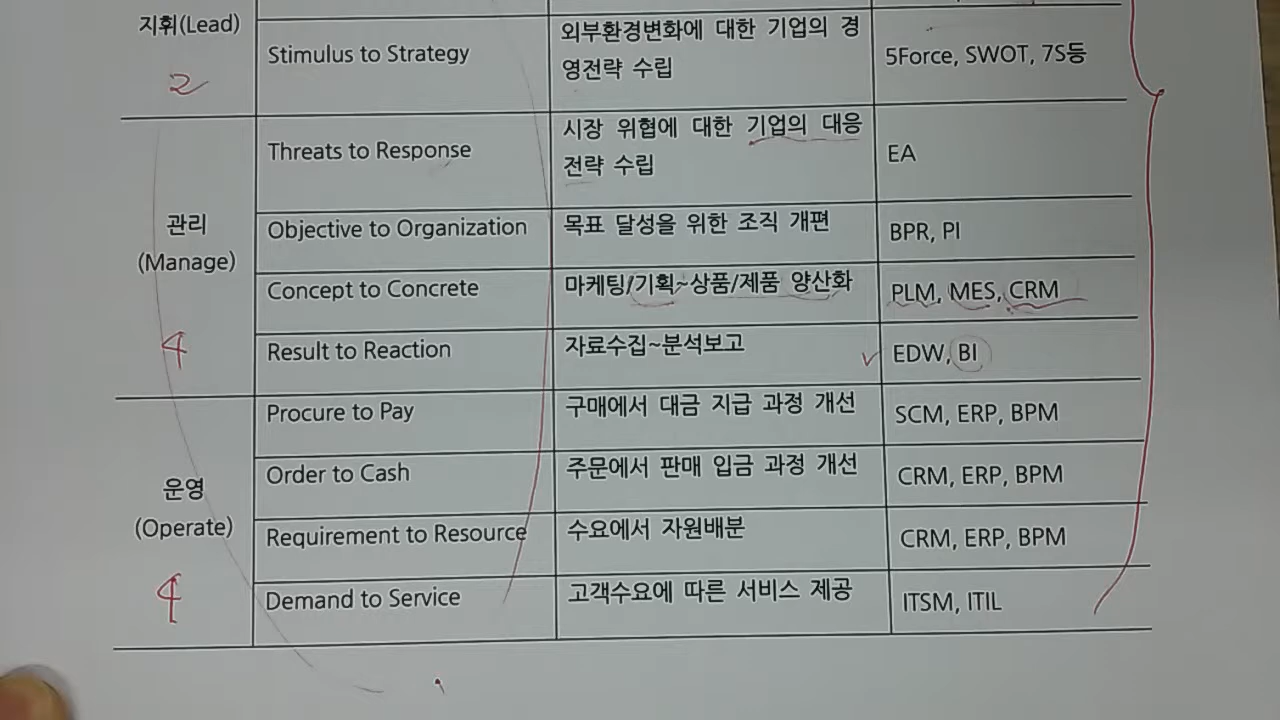 지휘(Lead)
2
Stimulus to Strategy
외부환경변화에 대한 기업의 경
영전략 수립
5Force, SWOT, 7S등
관리
(Manage)
4
Threats to Response
시장 위협에 대한 기업의 대응
전략 수립
EA
Objective to Organization
목표 달성을 위한 조직 개편
BPR, PI
Concept to Concrete
마케팅/기획~상품/제품 양산화
PLM, MES, CRM
Result to Reaction
자료수집~분석보고
EDW, BI
운영
(Operate)
4
Procure to Pay
구매에서 대금 지급 과정 개선
SCM, ERP, BPM
Order to Cash
주문에서 판매 입금 과정 개선
CRM, ERP, BPM
Requirement to Resource
수요에서 자원배분
CRM, ERP, BPM
Demand to Service
고객수요에 따른 서비스 제공
ITSM, ITIL